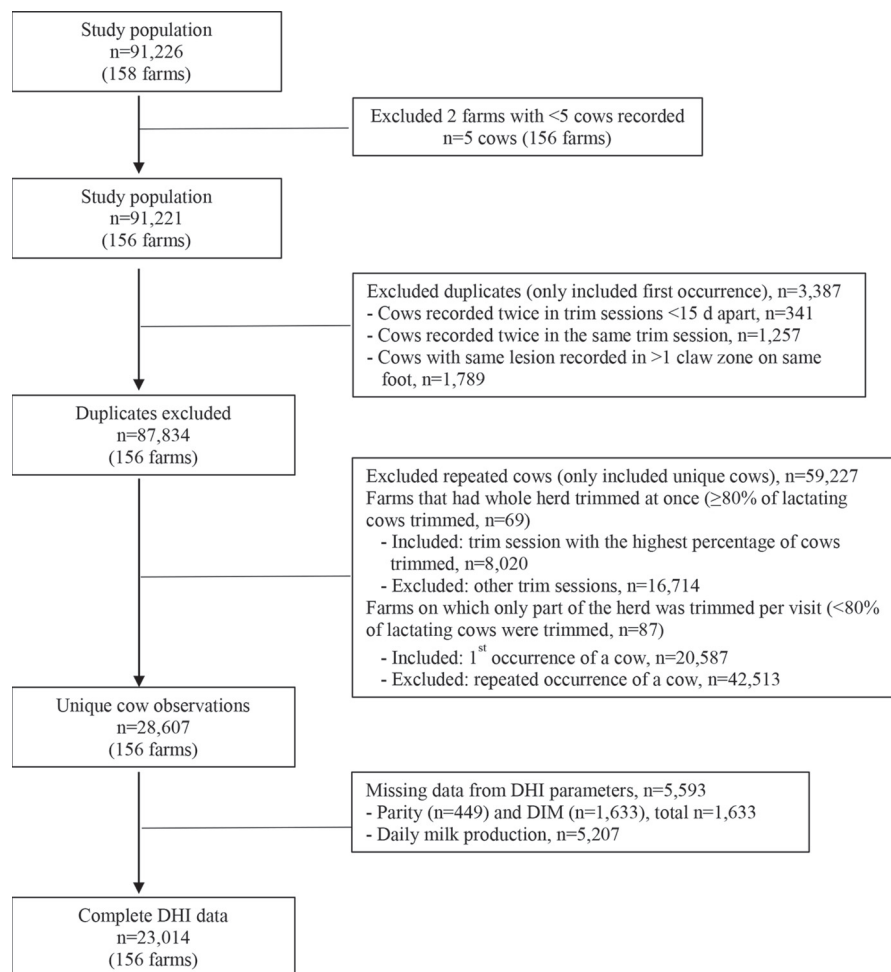 Study population
n=91,226
(158 farms)
Excluded 2 farms with <5 cows recorded
n=5 cows (156 farms)
Study population
n=91,221
(156 farms)
Excluded duplicates (only included first occurrence), n=3,387
- Cows recorded twice in trim sessions <15 d apart, n=341
- Cows recorded twice in the same trim session, n=1,257
- Cows with same lesion recorded in >1 claw zone on same
foot, n=1,789
Duplicates excluded
n=87,834
(156 farms)
Excluded repeated cows (only included unique cows), n=59,227
Farms that had whole herd trimmed at once (≥80% of lactating
cows trimmed, n=69)
- Included: trim session with the highest percentage of cows
trimmed, n=8,020
- Excluded: other trim sessions, n=16,714
Farms on which only part of the herd was trimmed per visit (<80%
of lactating cows were trimmed, n=87)
- Included: 1st occurrence of a cow, n=20,587
- Excluded: repeated occurrence of a cow, n=42,513
Unique cow observations
n=28,607
(156 farms)
Missing data from DHI parameters, n=5,593
- Parity (n=449) and DIM (n=1,633), total n=1,633
- Daily milk production, n=5,207
Complete DHI data
n=23,014
(156 farms)